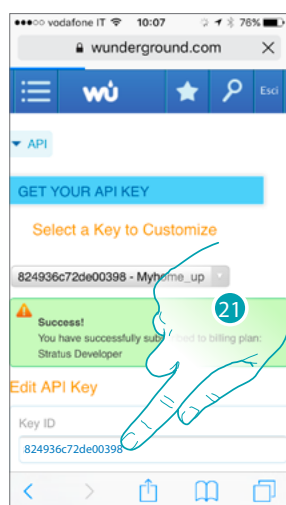 vodafone IT 10:07 76%
wunderground.com
wu Esci
API
GET YOUR API KEY
Select a Key to Customize
824936c72de00398 - Myhome_up
21
Success!
You have successfully sub to billing plan:
Stratus Developer
Edit API Key
Key ID
824936c72de00398